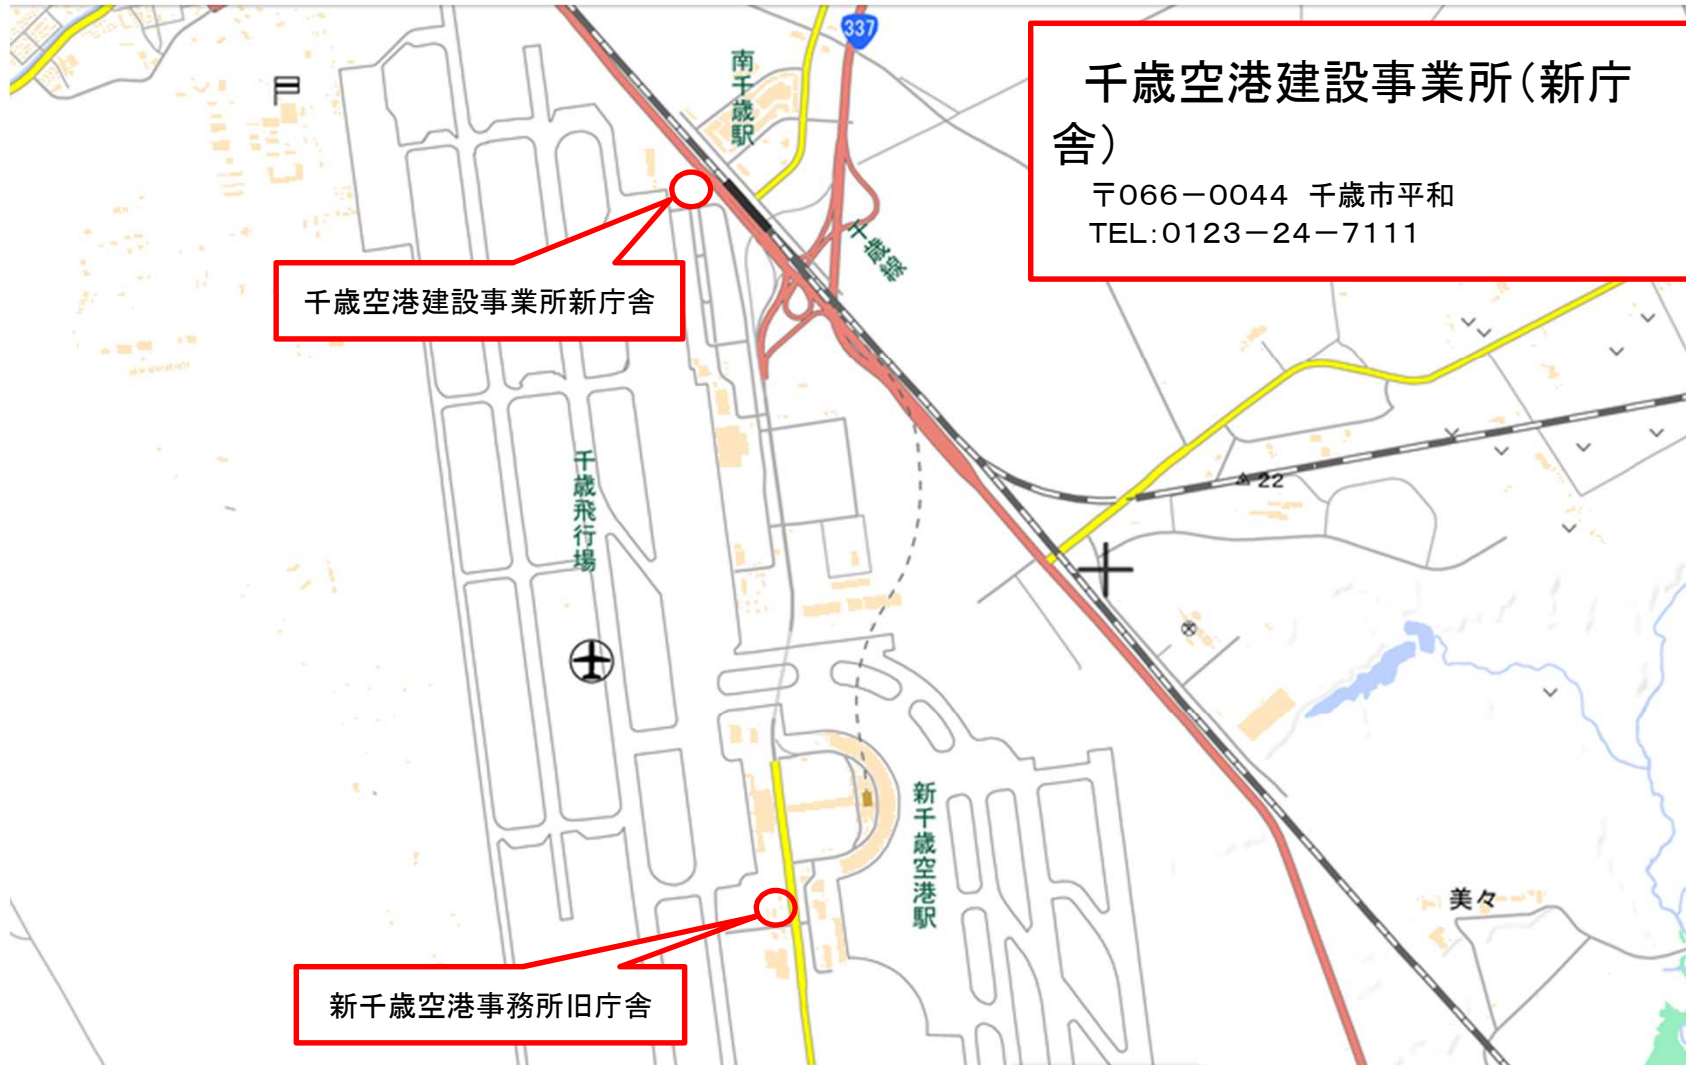 337
千歳空港建設事業所(新庁
舎)
〒066-0044 千歳市平和
TEL:0123-24-7111
南千歳駅
千歳線
千歳空港建設事業所新庁舎
千歳飛行場
22
新千歳空港駅
美々
新千歳空港事務所旧庁舎